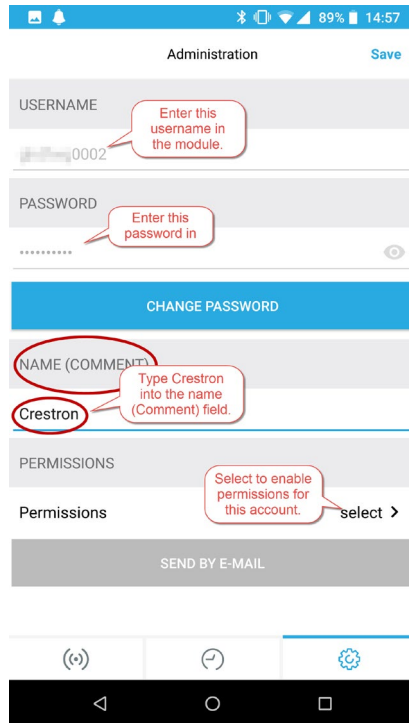 89% 14:57
Administration Save
USERNAME
Enter this
username in
the module.
0002
PASSWORD
Enter this
password in
CHANGE PASSWORD
NAME (COMMENT)
Type Crestron
into the name
(Comment) field.
Crestron
PERMISSIONS
Select to enable
permissions for
this account.
Permissions select
SEND BY E-MAIL